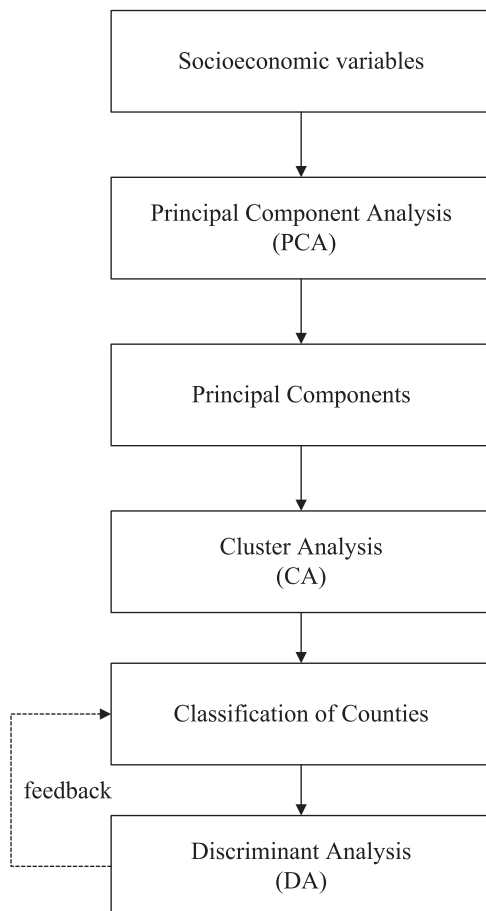 Socioeconomic variables
Principal Component Analysis
(PCA)
Principal Components
Cluster Analysis
(CA)
Classification of Counties
feedback
Discriminant Analysis
(DA)